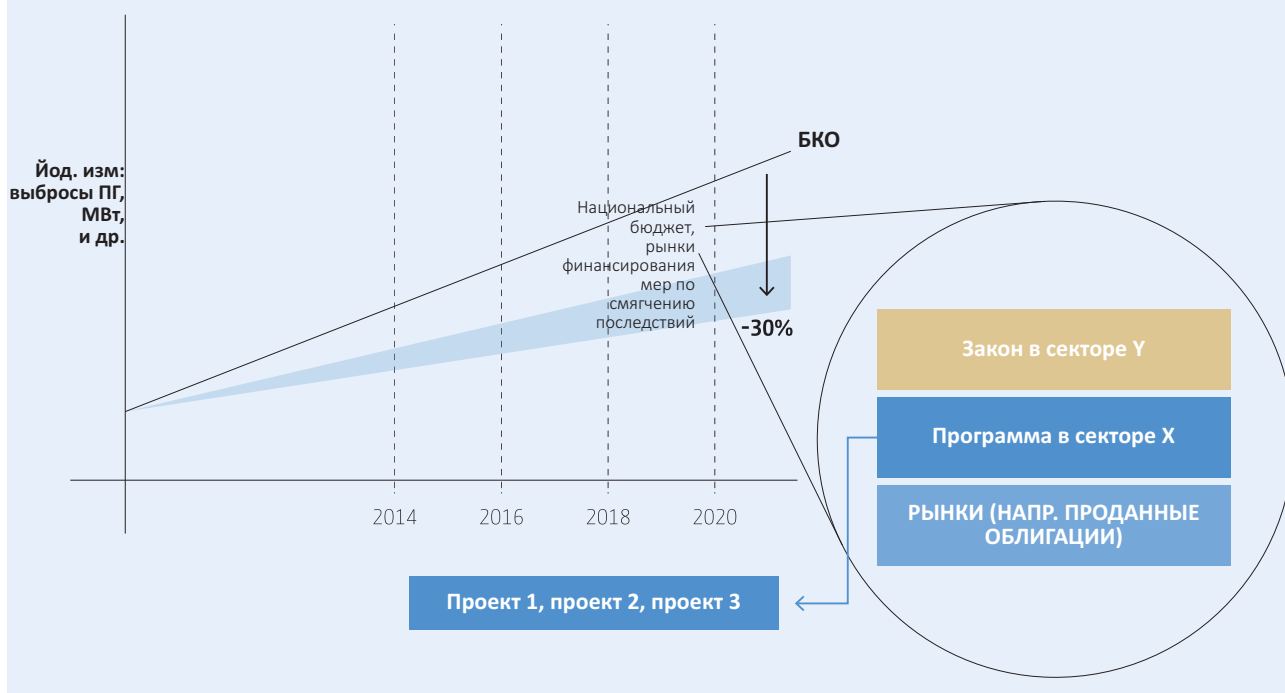 БКО
Йод. изм:
выбросы ПГ,
МВт,
и др.
Национальный
бюджет,
рынки
финансирования
мер по
смягчению
последствий
-30%
Закон в секторе Y
Программа в секторе X
РЫНКИ (НАПР. ПРОДАННЫЕ
ОБЛИГАЦИИ)
2014 2016 2018 2020
Проект 1, проект 2, проект 3